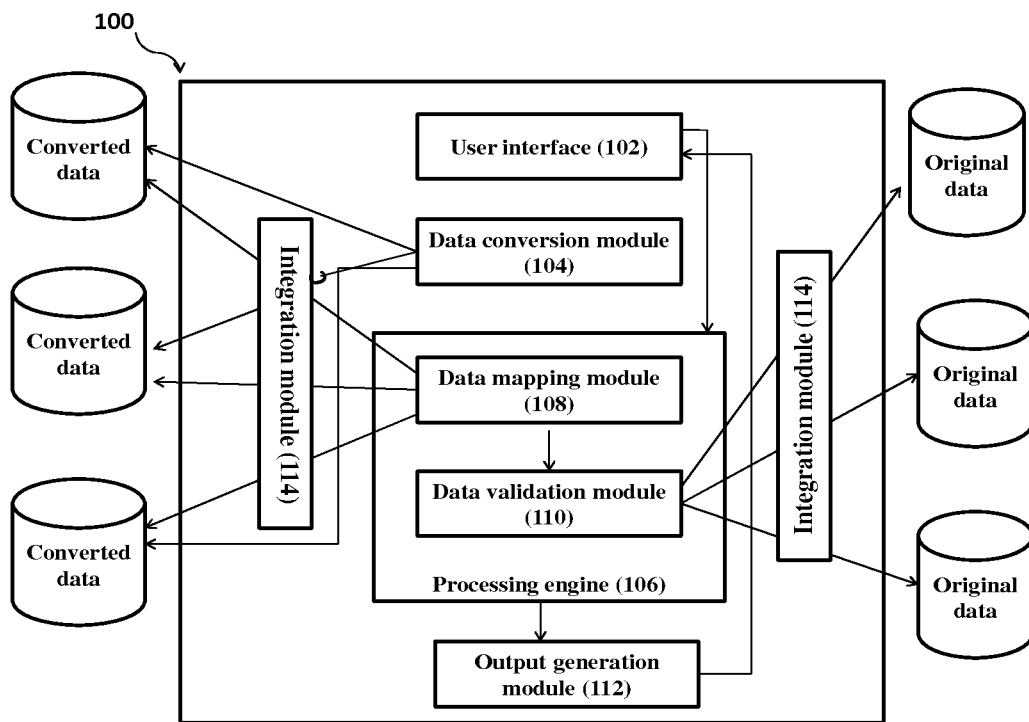 100
Converted
data
Converted
data
Converted
data
User interface (102)
Data conversion module
(104)
Integration module (114)
Data mapping module
(108)
Data validation module
(110)
Processing engine (106)
Output generation
module (112)
Integration module (114)
Original
data
Original
data
Original
data